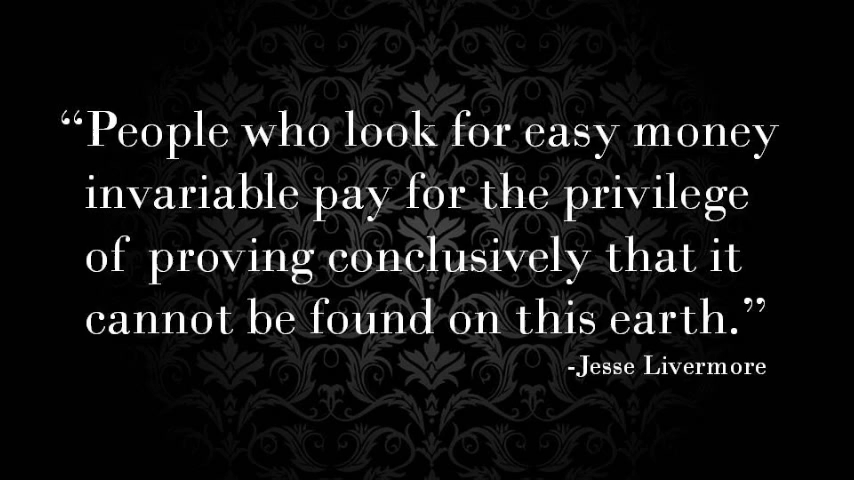 “People who look for easy money
invariable pay for the privilege
of proving conclusively that it
cannot be found on this earth.”
-Jesse Livermore